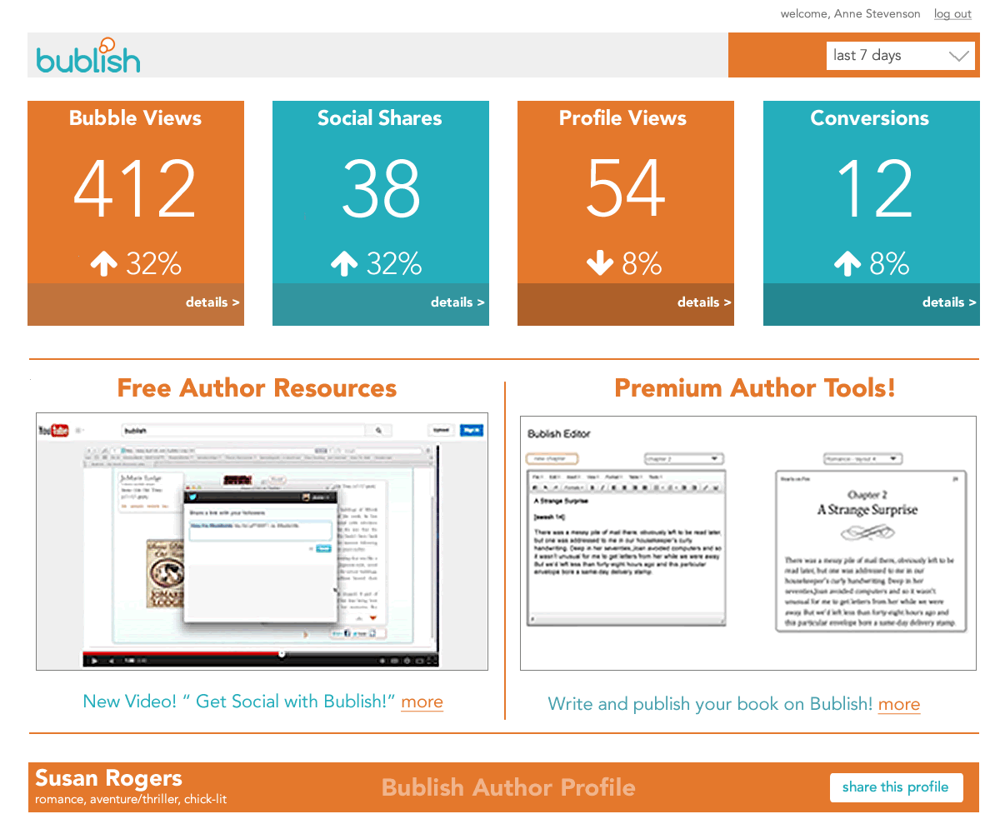 welcome, Anne Stevenson log out
bublish
last 7 days
Bubble Views
412
32%
details >
Social Shares
38
32%
details >
Profile Views
54
8%
details >
Conversions
12
8%
details >
Free Author Resources
YouTube
bublish
Upload
Sign in
JoMarie Lodge
Share a link with your followers
New Video! “ Get Social with Bublish!” more
Premium Author Tools!
Bublish Editor
new chapter
chapter 2
Romance - layout 4
A Strange Surprise
[swash 14]
There was a messy pile of mail there, obviously left to be read later,
but one was addressed to me in our housekeeper's curly
handwriting. Deep in her seventies,Joan avoided computers and so
it wasn't unusual for me to get letters from her while we were away.
But we'd left less than forty-eight hours ago and this particular
envelope bore a same-day delivery stamp.
Chapter 2
A Strange Surprise
There was a messy pile of mail there, obviously left to be
read later, but one was addressed to me in our
housekeeper's curly handwriting. Deep in her
seventies,Joan avoided computers and so it wasn't
unusual for me to get letters from her while we were
away. But we'd left less than forty-eight hours ago and
this particular envelope bore a same-day delivery stamp.
Write and publish your book on Bublish! more
Susan Rogers
romance, aventure/thriller, chick-lit
Bublish Author Profile
share this profile